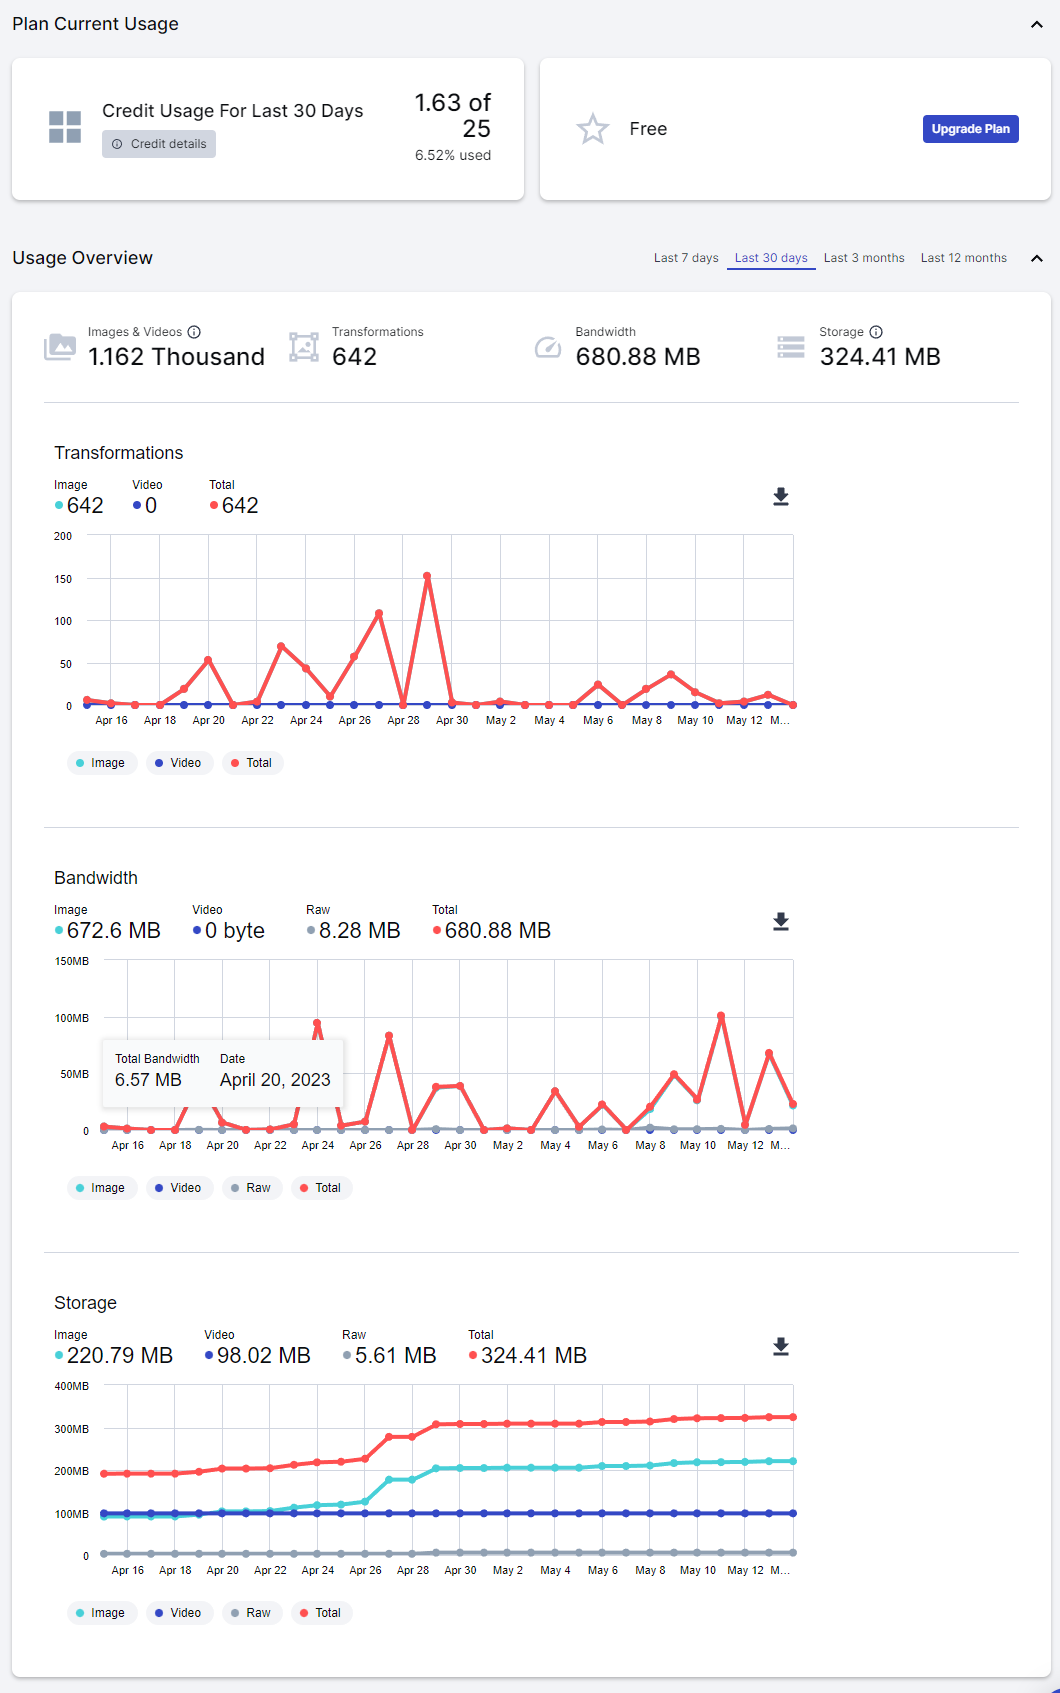 Plan Current Usage
Credit Usage For Last 30 Days
Credit details
1.63 of
25
6.52% used
Free
Upgrade Plan
Usage Overview
Last 7 days
Last 30 days
Last 3 months
Last 12 months
Images & Videos
1.162 Thousand
Transformations
642
Bandwidth
680.88 MB
Storage
324.41 MB
Transformations
Image
642
Video
0
Total
642
200
150
100
50
0
Apr 16 Apr 18 Apr 20 Apr 22 Apr 24 Apr 26 Apr 28 Apr 30 May 2 May 4 May 6 May 8 May 10 May 12 M...
Image Video Total
Bandwidth
Image
672.6 MB
Video
0 byte
Raw
8.28 MB
Total
680.88 MB
150MB
100MB
50MB
0
Total Bandwidth
6.57 MB
Date
April 20, 2023
Apr 16 Apr 18 Apr 20 Apr 22 Apr 24 Apr 26 Apr 28 Apr 30 May 2 May 4 May 6 May 8 May 10 May 12 M...
Image Video Raw Total
Storage
Image
220.79 MB
Video
98.02 MB
Raw
5.61 MB
Total
324.41 MB
400MB
300MB
200MB
100MB
0
Apr 16 Apr 18 Apr 20 Apr 22 Apr 24 Apr 26 Apr 28 Apr 30 May 2 May 4 May 6 May 8 May 10 May 12 M...
Image Video Raw Total